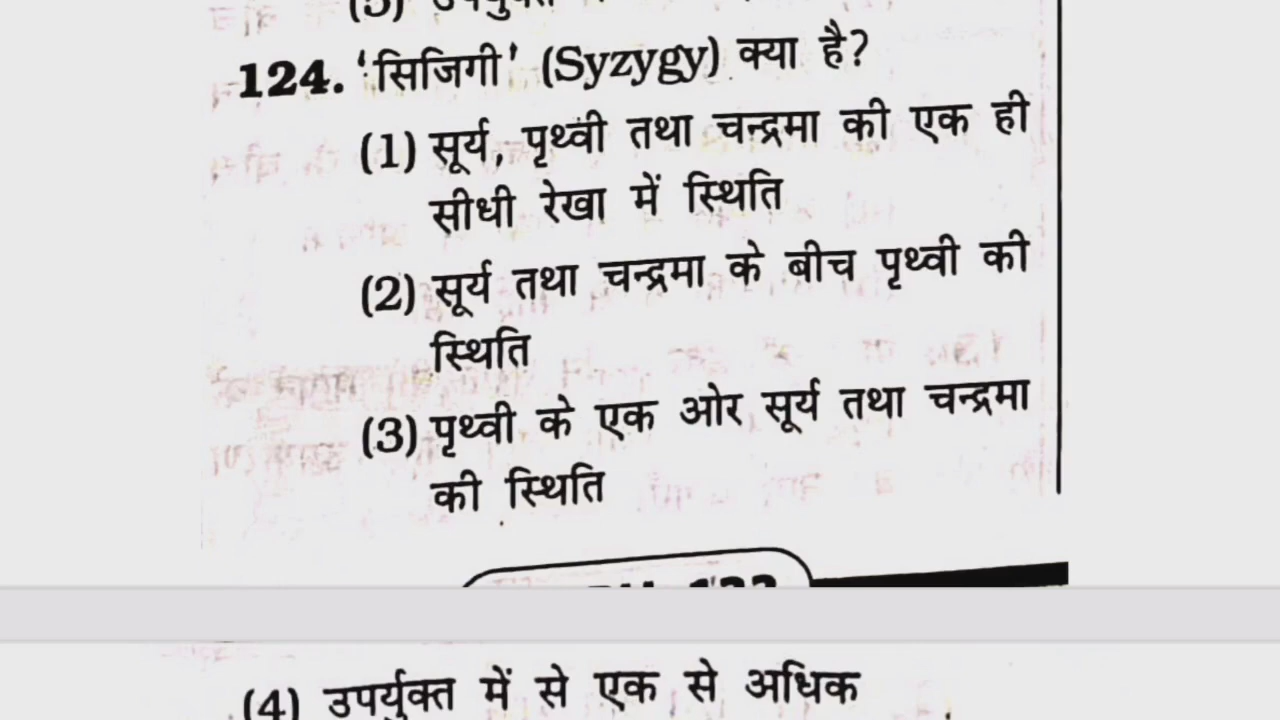 124. 'सिजिगी' (Syzygy) क्या है?
(1) सूर्य, पृथ्वी तथा चन्द्रमा की एक ही
सीधी रेखा में स्थिति
(2) सूर्य तथा चन्द्रमा के बीच पृथ्वी की
स्थिति
(3) पृथ्वी के एक ओर सूर्य तथा चन्द्रमा
की स्थिति
(4) उपर्युक्त में से एक से अधिक